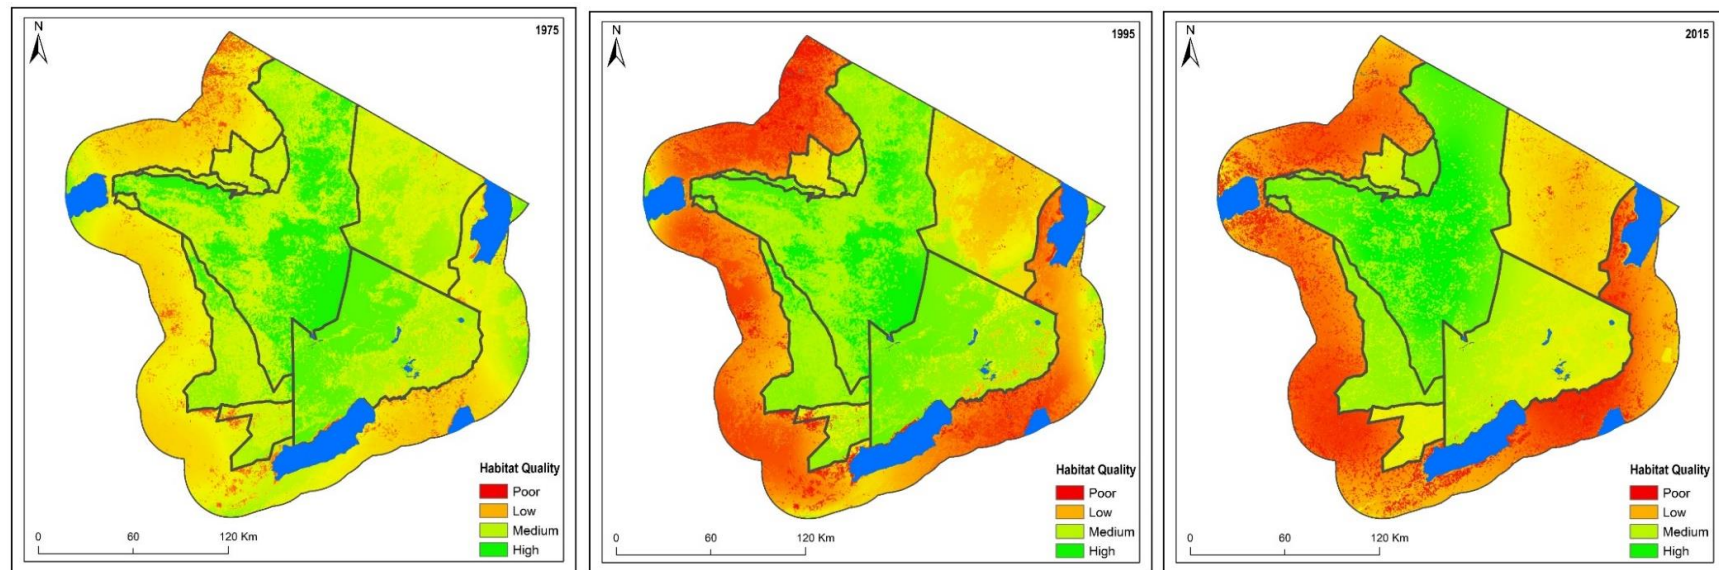 N
1975
Habitat Quality
Poor
Low
Medium
High
0 60 120 Km
N
1995
Habitat Quality
Poor
Low
Medium
High
0 60 120 Km
N
2015
Habitat Quality
Poor
Low
Medium
High
0 60 120 Km